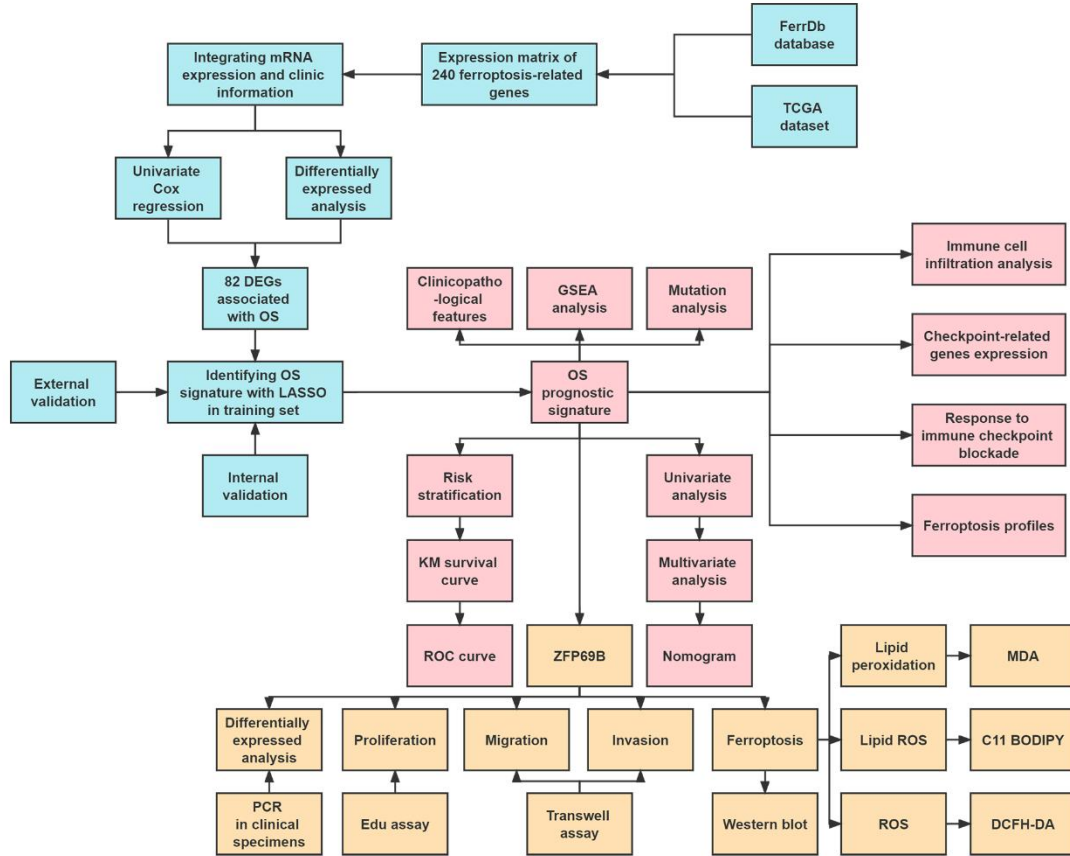 FerrDb
database
Integrating mRNA
expression and clinic
information
Expression matrix of
240 ferroptosis-related
genes
TCGA
dataset
Univariate
Cox
regression
Differentially
expressed
analysis
82 DEGs
associated
with OS
Clinicopatho
-logical
features
GSEA
analysis
Mutation
analysis
Immune cell
infiltration analysis
Checkpoint-related
genes expression
External
validation
Identifying OS
signature with LASSO
in training set
OS
prognostic
signature
Response to
immune checkpoint
blockade
Internal
validation
Risk
stratification
Univariate
analysis
Ferroptosis profiles
KM survival
curve
Multivariate
analysis
ROC curve
ZFP69B
Nomogram
Lipid
peroxidation
MDA
Differentially
expressed
analysis
Proliferation
Migration
Invasion
Ferroptosis
Lipid ROS
C11 BODIPY
PCR
in clinical
specimens
Edu assay
Transwell
assay
Western blot
ROS
DCFH-DA